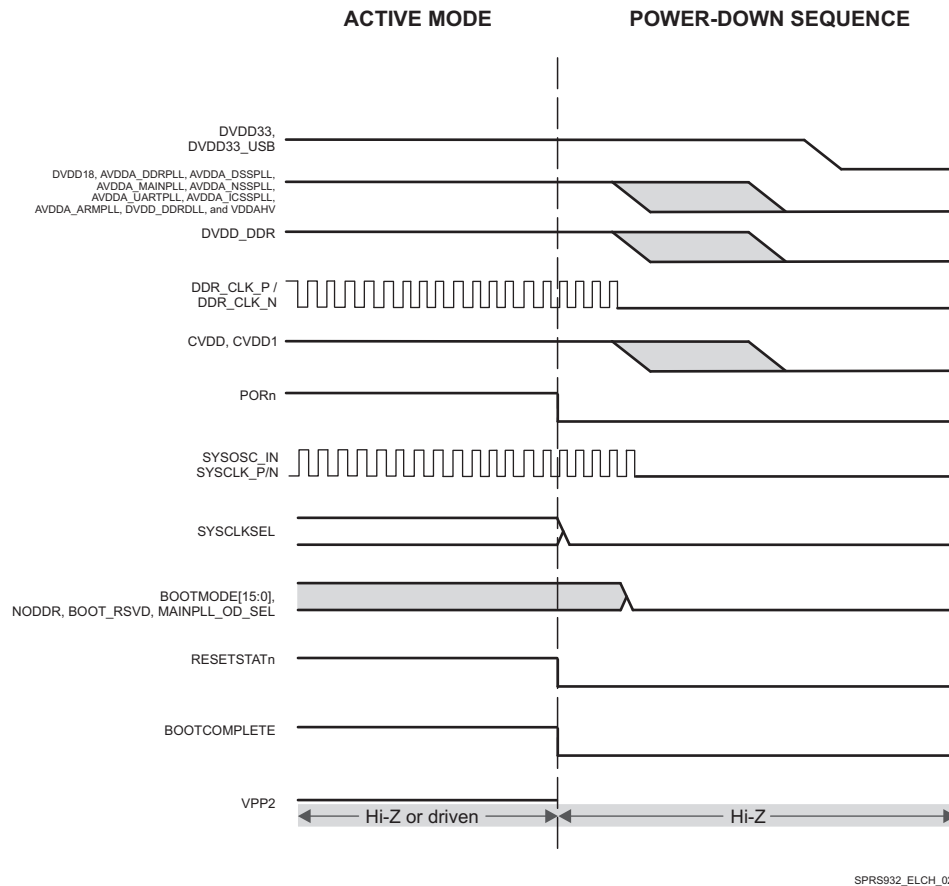 ACTIVE MODE
POWER-DOWN SEQUENCE
DVDD33,
DVDD33_USB
DVDD18, AVDDA_DDRPLL, AVDDA_DSSPLL,
AVDDA_MAINPLL, AVDDA_NSSPLL,
AVDDA_UARTPLL, AVDDA_ICSSPLL,
AVDDA_ARMPLL, DVDD_DDRDLL, and VDDAHV
DVDD_DDR
DDR_CLK_P /
DDR_CLK_N
CVDD, CVDD1
PORn
SYSOSC_IN
SYSCLK_P/N
SYSCLKSEL
BOOTMODE[15:0],
NODDR, BOOT_RSVD, MAINPLL_OD_SEL
RESETSTATn
BOOTCOMPLETE
VPP2
Hi-Z or driven
Hi-Z
SPRS932_ELCH_02